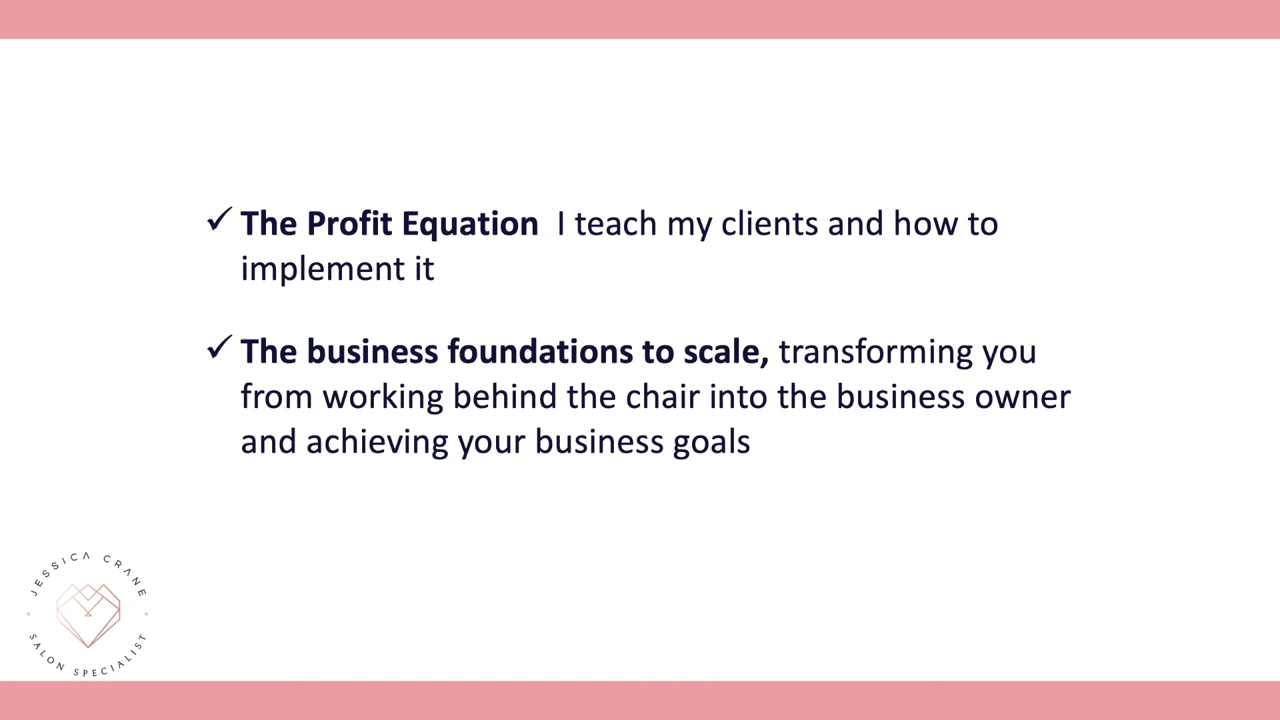 ✓ The Profit Equation  I teach my clients and how to
implement it
✓ The business foundations to scale, transforming you
from working behind the chair into the business owner
and achieving your business goals
JESSICA CRANE
SALON SPECIALIST